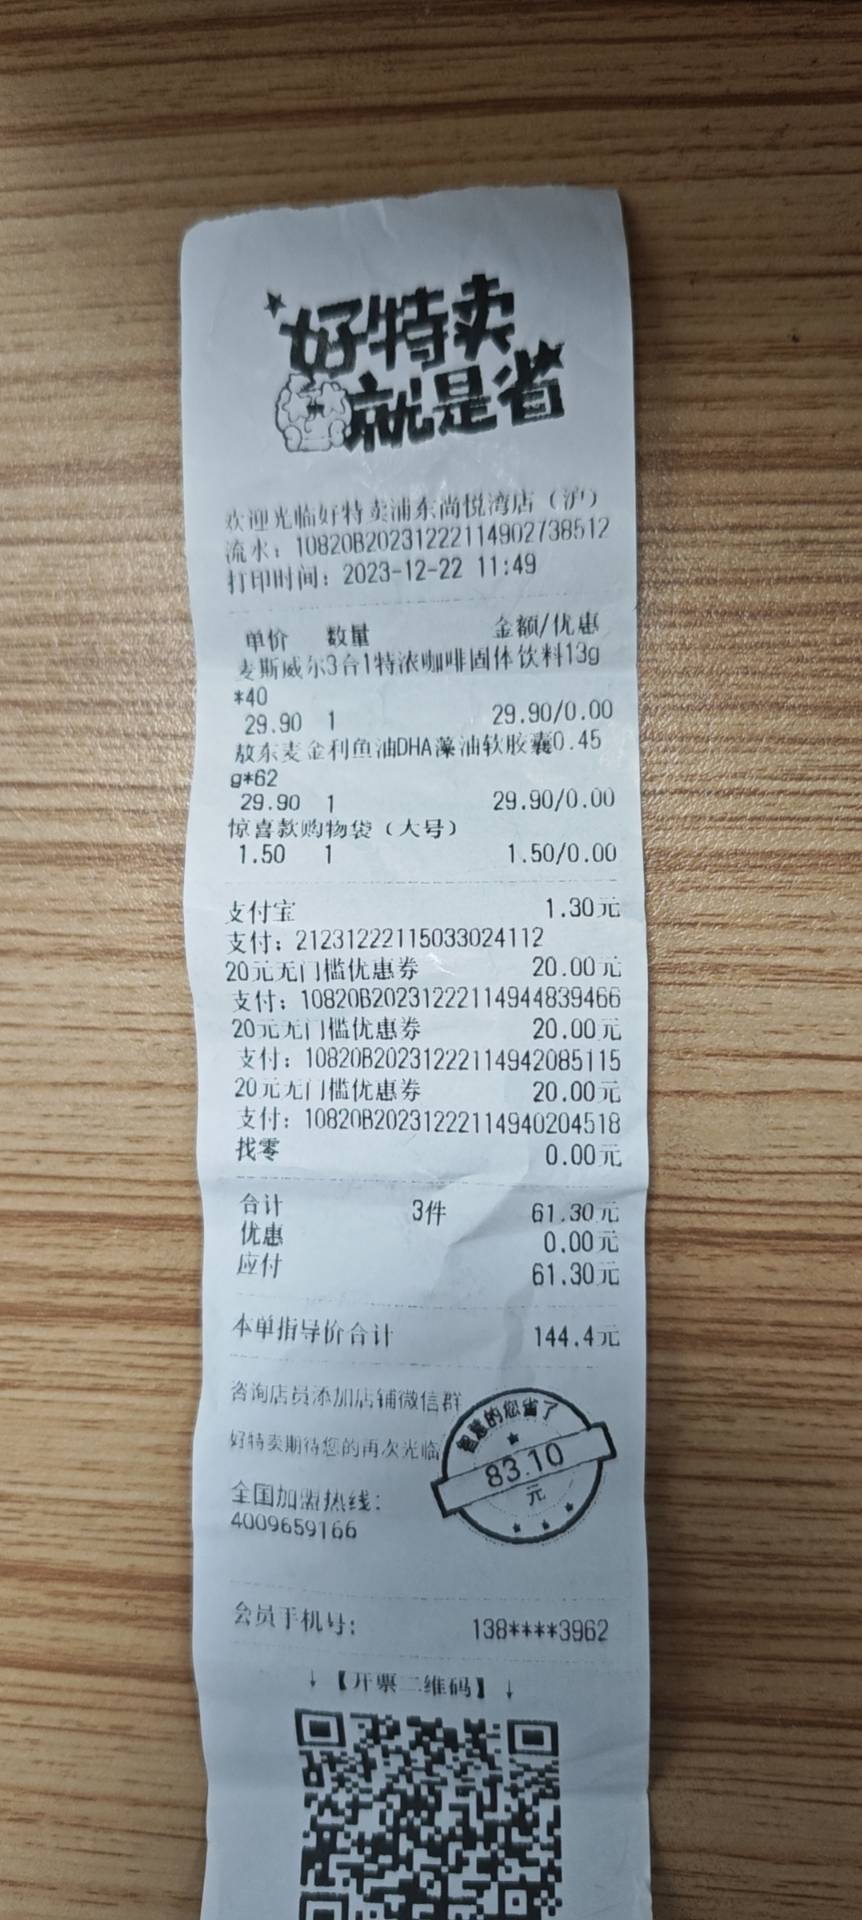 好特卖
就是省
欢迎光临好特卖浦东尚悦湾店（沪）
流水：10820B202312221149027​38512
打印时间：2023-12-22 11:49
单价 数量 金额/优惠
麦斯威尔3合1特浓咖啡固体饮料13g
*40
29.90 1 29.90/0.00
敖东麦金利鱼油DHA藻油软胶囊0.45
g*62
29.90 1 29.90/0.00
惊喜款购物袋（大号）
1.50 1 1.50/0.00
支付宝 1.30元
支付：21231222115033024112
20元无门槛优惠券 20.00元
支付：10820B20231222114944839466
20元无门槛优惠券 20.00元
支付：10820B20231222114942085115
20元无门槛优惠券 20.00元
支付：10820B20231222114940204518
找零 0.00元
合计 3件 61.30元
优惠 0.00元
应付 61.30元
本单指导价合计 144.4元
咨询店员添加店铺微信群
好特卖期待您的再次光临
智慧的您省了
83.10
元
全国加盟热线：
4009659166
会员手机号： 138****3962
↓【开票二维码】↓